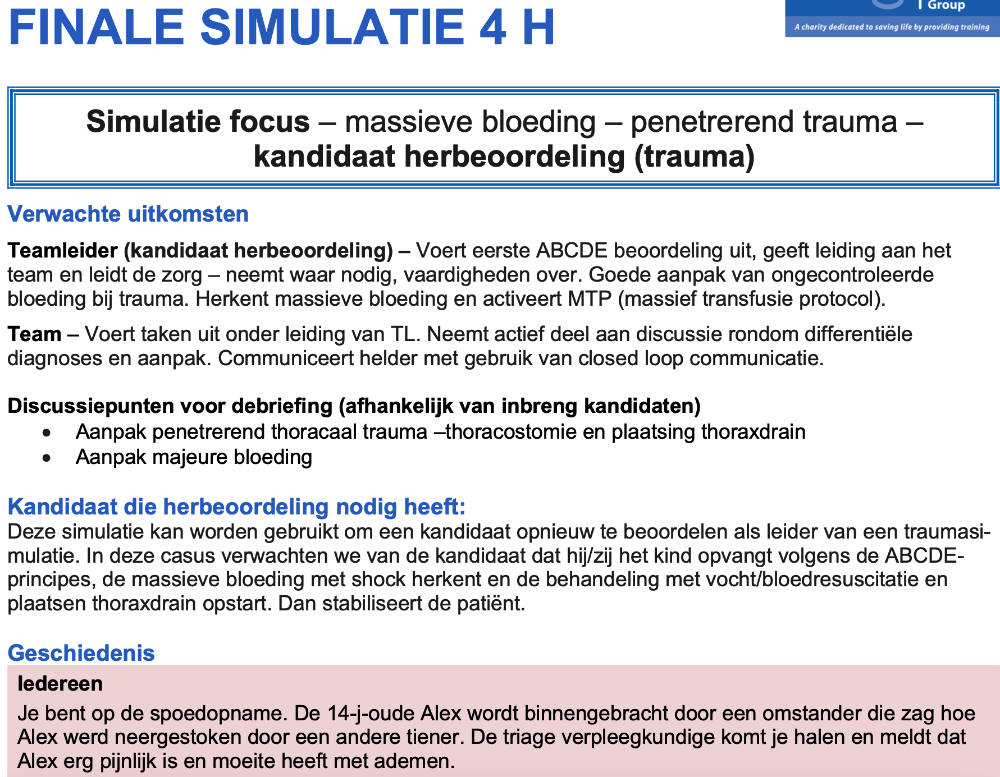 FINALE SIMULATIE 4 H
Group
A charity dedicated to saving life by providing training
Simulatie focus – massieve bloeding – penetrerend trauma –
kandidaat herbeoordeling (trauma)
Verwachte uitkomsten
Teamleider (kandidaat herbeoordeling) – Voert eerste ABCDE beoordeling uit, geeft leiding aan het
team en leidt de zorg – neemt waar nodig, vaardigheden over. Goede aanpak van ongecontroleerde
bloeding bij trauma. Herkent massieve bloeding en activeert MTP (massief transfusie protocol).
Team – Voert taken uit onder leiding van TL. Neemt actief deel aan discussie rondom differentiële
diagnoses en aanpak. Communiceert helder met gebruik van closed loop communicatie.
Discussiepunten voor debriefing (afhankelijk van inbreng kandidaten)
• Aanpak penetrerend thoracaal trauma –thoracostomie en plaatsing thoraxdrain
• Aanpak majeure bloeding
Kandidaat die herbeoordeling nodig heeft:
Deze simulatie kan worden gebruikt om een kandidaat opnieuw te beoordelen als leider van een traumasi-
mulatie. In deze casus verwachten we van de kandidaat dat hij/zij het kind opvangt volgens de ABCDE-
principes, de massieve bloeding met shock herkent en de behandeling met vocht/bloedresuscitatie en
plaatsen thoraxdrain opstart. Dan stabiliseert de patiënt.
Geschiedenis
Iedereen
Je bent op de spoedopname. De 14-j-oude Alex wordt binnengebracht door een omstander die zag hoe
Alex werd neergestoken door een andere tiener. De triage verpleegkundige komt je halen en meldt dat
Alex erg pijnlijk is en moeite heeft met ademen.